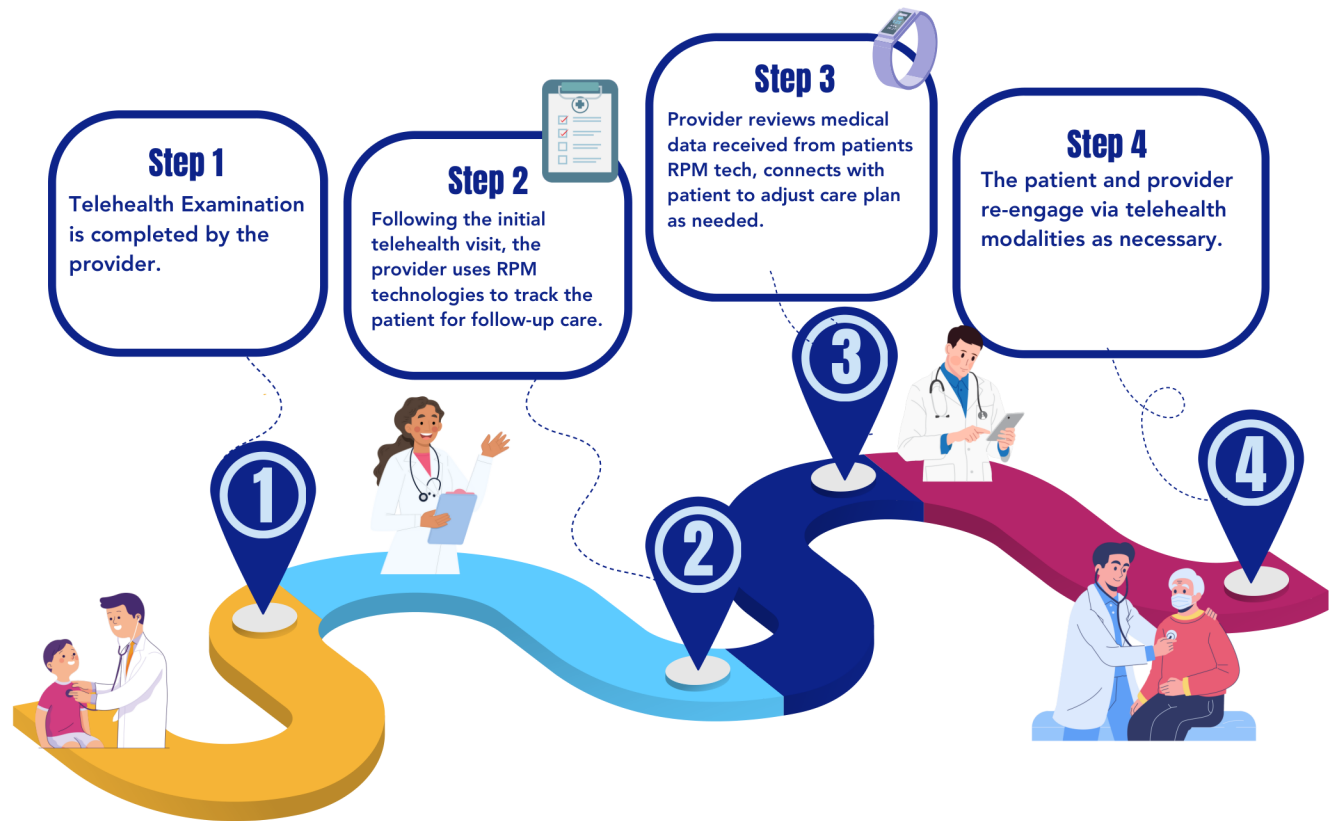 Step 1
Telehealth Examination
is completed by the
provider.
Step 2
Following the initial
telehealth visit, the
provider uses RPM
technologies to track the
patient for follow-up care.
Step 3
Provider reviews medical
data received from patients
RPM tech, connects with
patient to adjust care plan
as needed.
Step 4
The patient and provider
re-engage via telehealth
modalities as necessary.
1
2
3
4